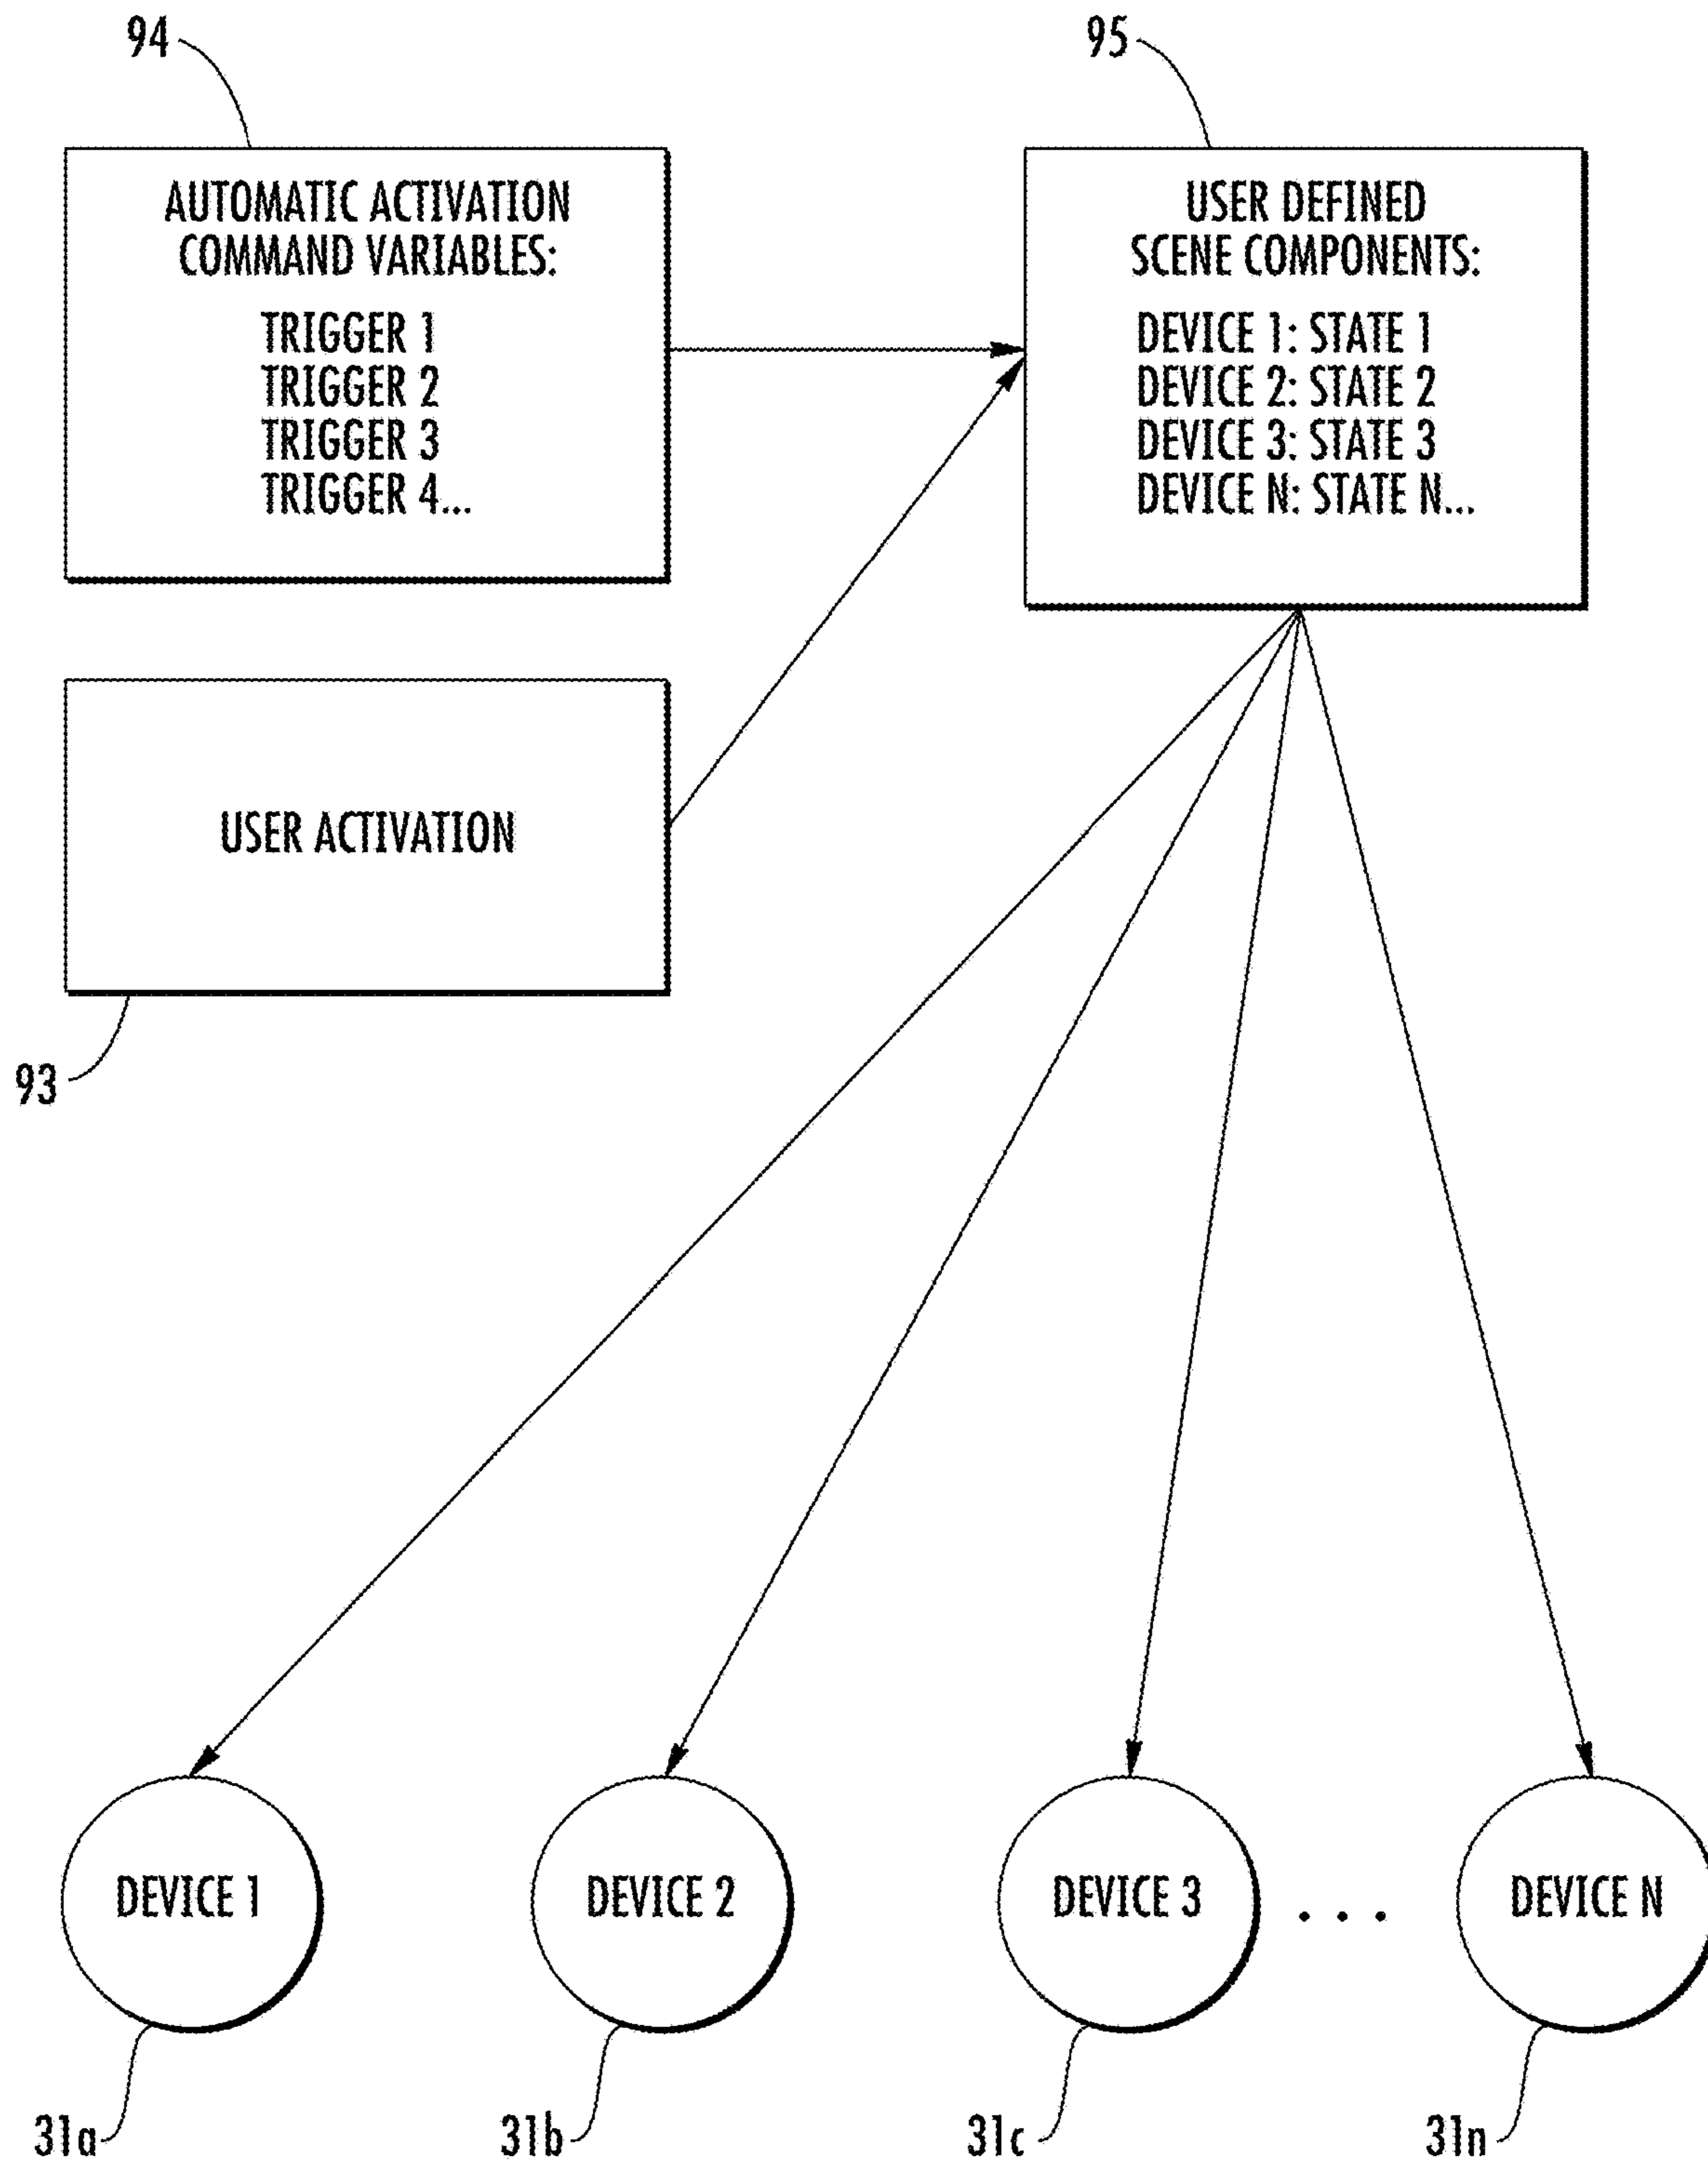 94
95
AUTOMATIC ACTIVATION
COMMAND VARIABLES:
TRIGGER 1
TRIGGER 2
TRIGGER 3
TRIGGER 4...
USER DEFINED
SCENE COMPONENTS:
DEVICE 1: STATE 1
DEVICE 2: STATE 2
DEVICE 3: STATE 3
DEVICE N: STATE N...
USER ACTIVATION
93
DEVICE 1
DEVICE 2
DEVICE 3
. . .
DEVICE N
31a
31b
31c
31n